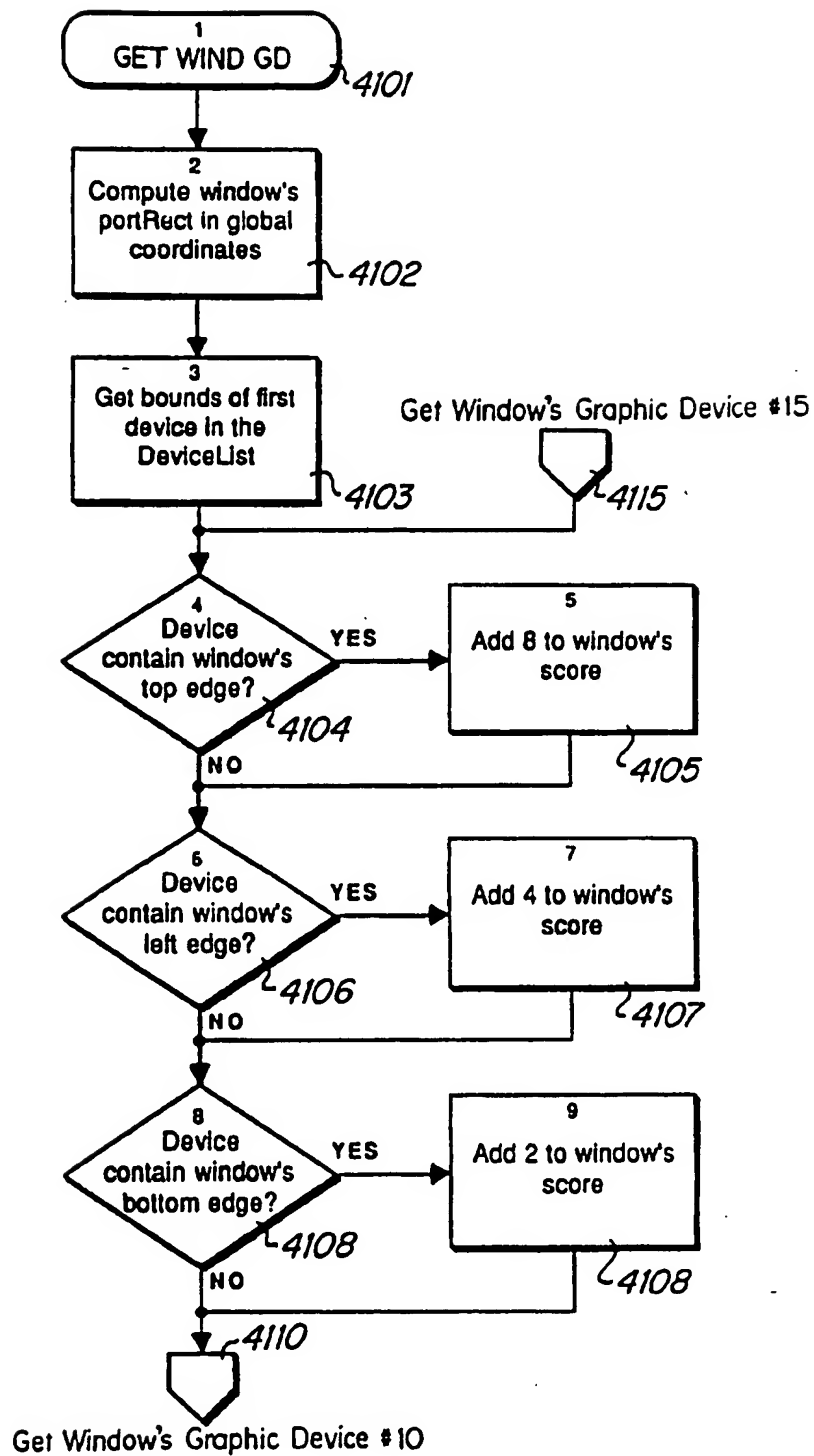 1
GET WIND GD
4101
2
Compute window's
portRect in global
coordinates
4102
3
Get bounds of first
device in the
DeviceList
4103
Get Window's Graphic Device #15
4115
4
Device
contain window's
top edge?
4104
YES
5
Add 8 to window's
score
4105
NO
6
Device
contain window's
left edge?
4106
YES
7
Add 4 to window's
score
4107
NO
8
Device
contain window's
bottom edge?
4108
YES
9
Add 2 to window's
score
4108
NO
4110
Get Window's Graphic Device #10